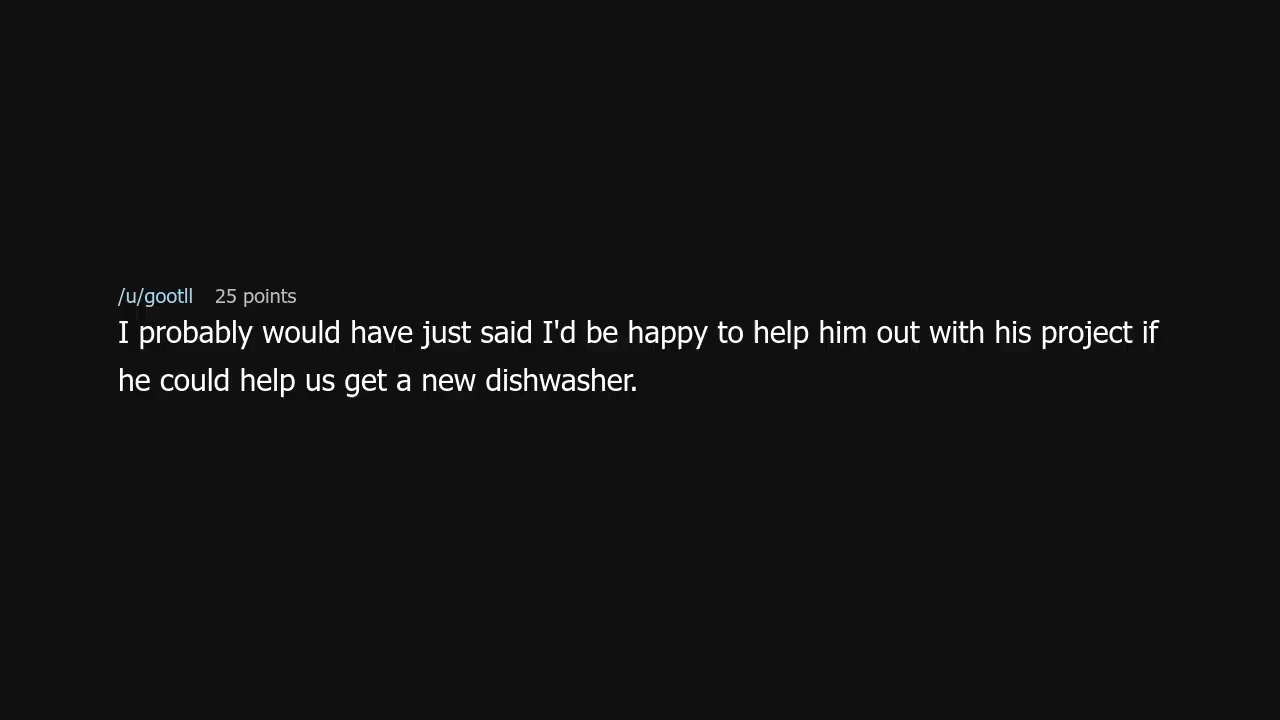 /u/gootll 25 points
I probably would have just said I'd be happy to help him out with his project if
he could help us get a new dishwasher.